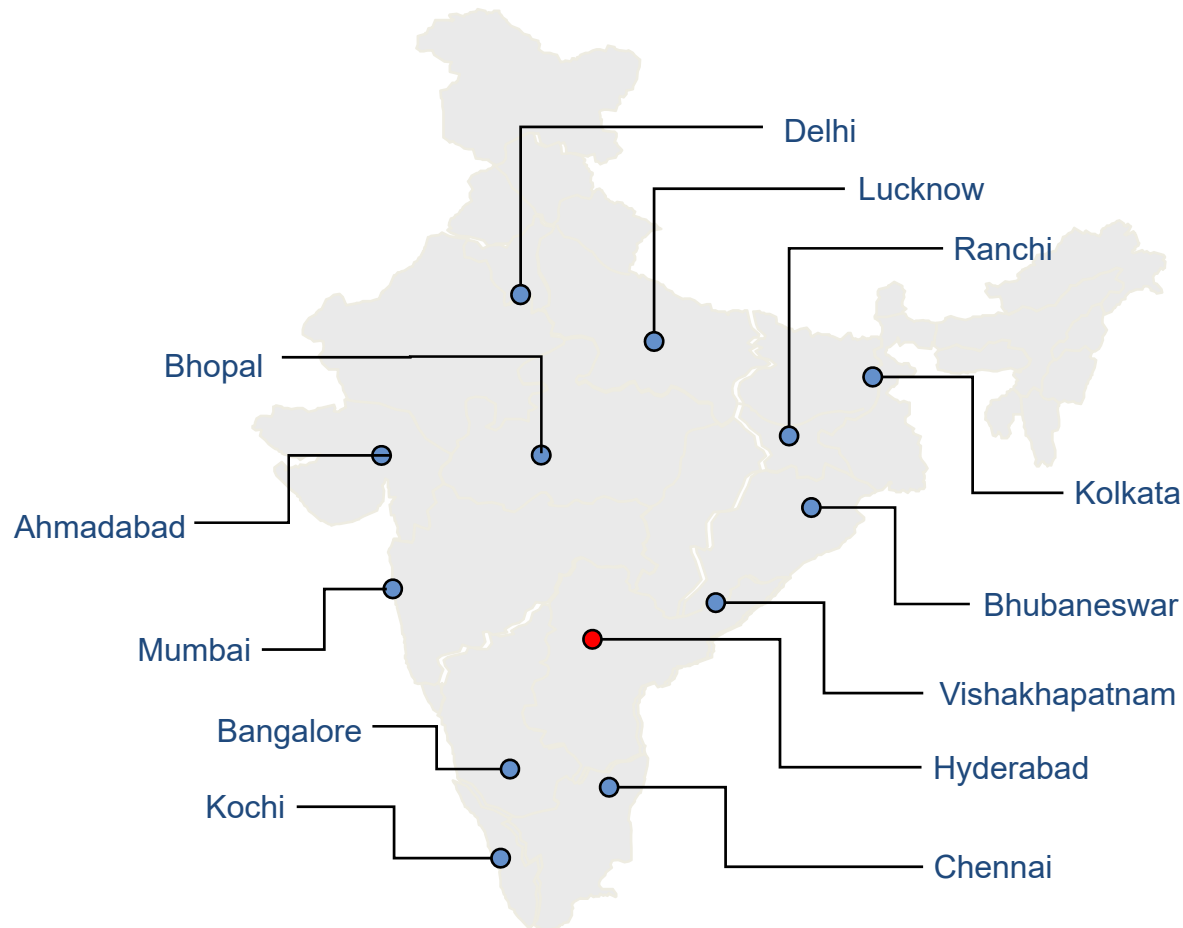 Delhi
Lucknow
Ranchi
Bhopal
Kolkata
Ahmadabad
Bhubaneswar
Mumbai
Vishakhapatnam
Bangalore
Hyderabad
Kochi
Chennai